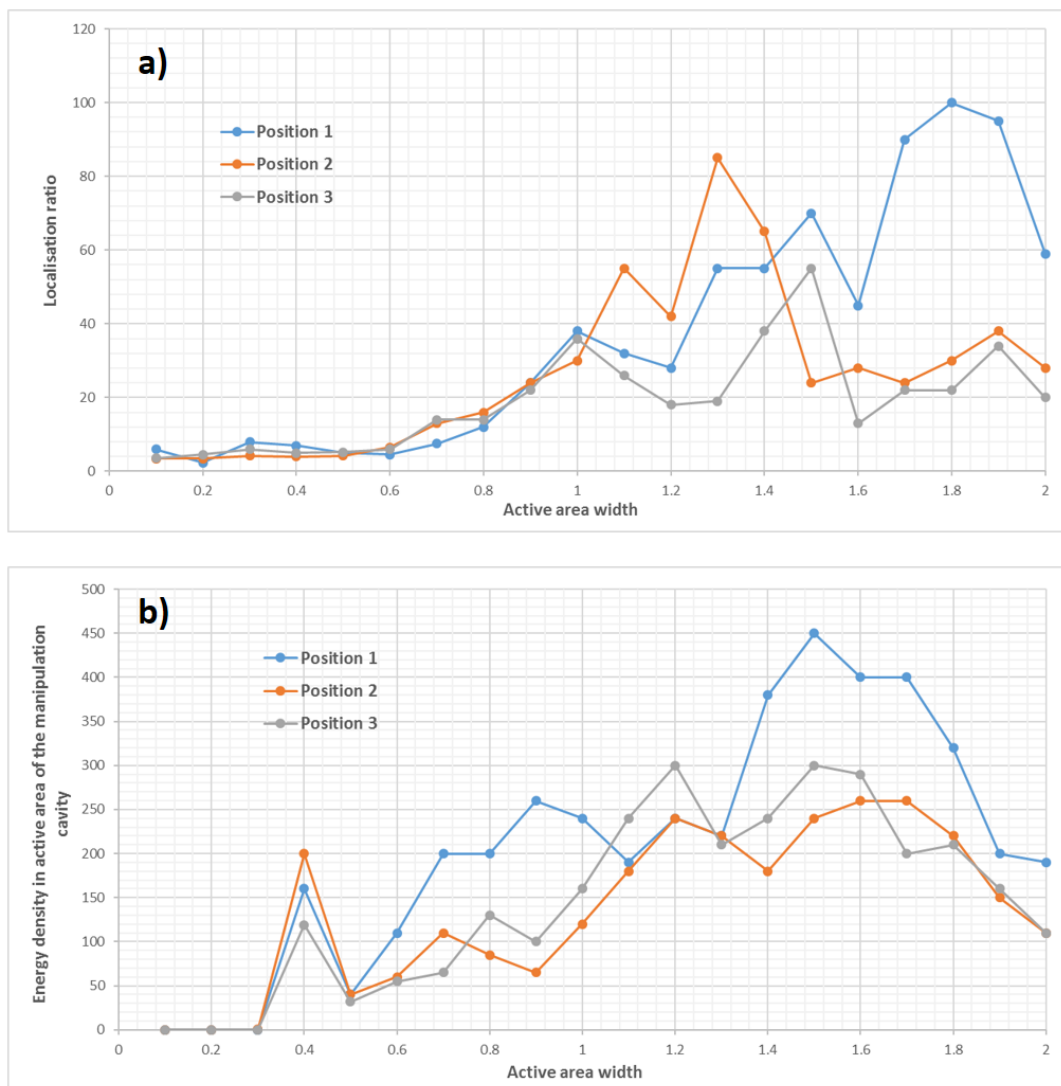 a)
120
100
80
60
40
20
0
Localisation ratio
Position 1
Position 2
Position 3
0 0.2 0.4 0.6 0.8 1 1.2 1.4 1.6 1.8 2
Active area width
b)
500
450
400
350
300
250
200
150
100
50
0
Energy density in active area of the manipulation
cavity
Position 1
Position 2
Position 3
0 0.2 0.4 0.6 0.8 1 1.2 1.4 1.6 1.8 2
Active area width